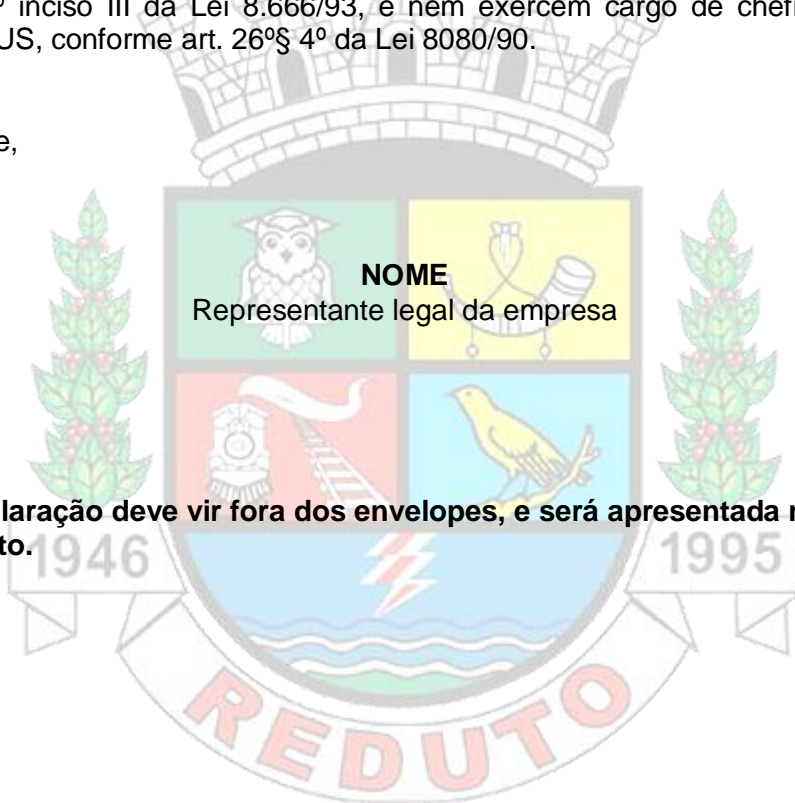 inciso III da Lei 8.666/93, e nem exercem cargo de
US, conforme art. 26º§ 4º da Lei 8080/90.
e,
NOME
Representante legal da empresa
laração deve vir fora dos envelopes, e será apresentada
to.
1946 1995
REDUTO